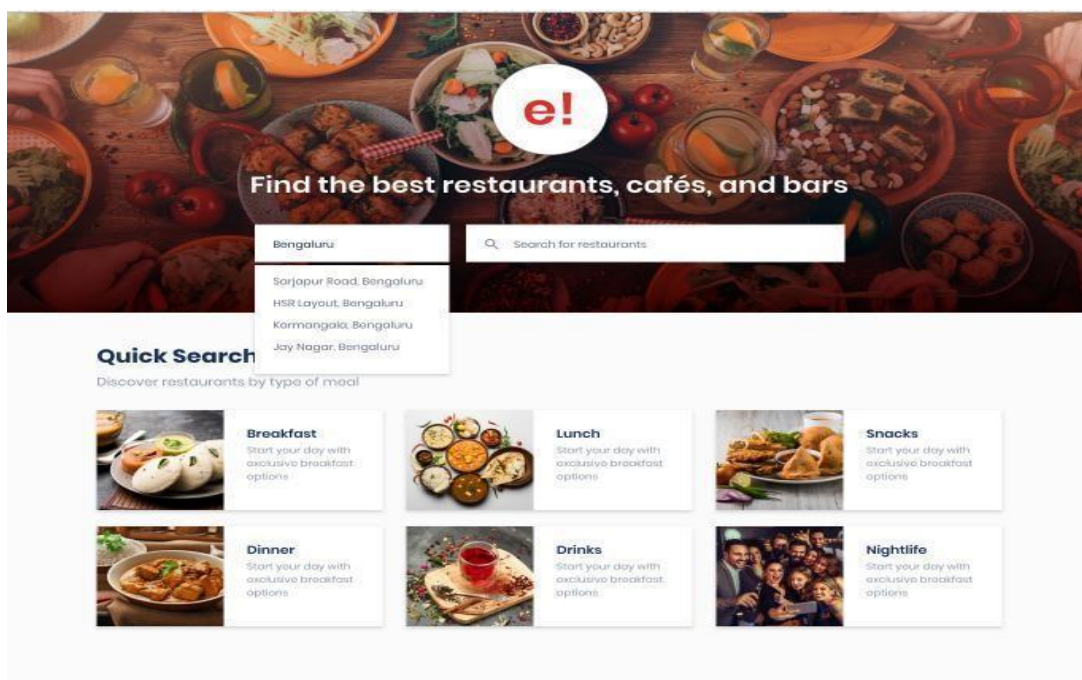 e!
Find the best restaurants, cafés, and bars
Bengaluru
Search for restaurants
Sarjapur Road, Bengaluru
HSR Layout, Bengaluru
Kormangala, Bengaluru
Jay Nagar, Bengaluru
Quick Search
Discover restaurants by type of meal
Breakfast
Start your day with
exclusive breakfast
options
Lunch
Start your day with
exclusive breakfast
options
Snacks
Start your day with
exclusive breakfast
options
Dinner
Start your day with
exclusive breakfast
options
Drinks
Start your day with
exclusive breakfast
options
Nightlife
Start your day with
exclusive breakfast
options